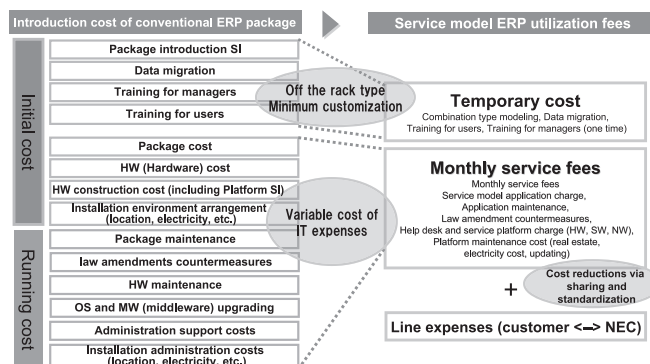 Introduction cost of conventional ERP package
Service model ERP utilization fees
Initial cost
Package introduction SI
Data migration
Training for managers
Training for users
Package cost
HW (Hardware) cost
HW construction cost (including Platform SI)
Installation environment arrangement
(location, electricity, etc.)
Running cost
Package maintenance
law amendments countermeasures
HW maintenance
OS and MW (middleware) upgrading
Administration support costs
Installation administration costs
(location, electricity, etc.)
Off the rack type
Minimum customization
Variable cost of
IT expenses
Temporary cost
Combination type modeling, Data migration,
Training for users, Training for managers (one time)
Monthly service fees
Monthly service fees
Service model application charge,
Application maintenance,
Law amendment countermeasures,
Help desk and service platform charge (HW, SW, NW),
Platform maintenance cost (real estate,
electricity cost, updating)
+
Cost reductions via
sharing and
standardization
Line expenses (customer <—> NEC)